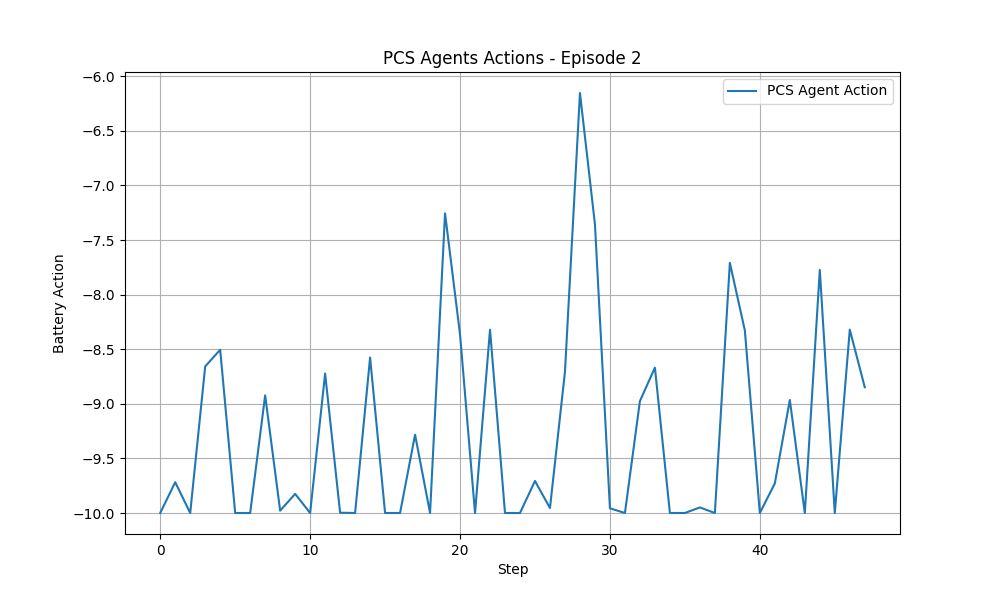 PCS Agents Actions - Episode 2
PCS Agent Action
−6.0
−6.5
−7.0
−7.5
−8.0
−8.5
−9.0
−9.5
−10.0
Battery Action
0 10 20 30 40
Step